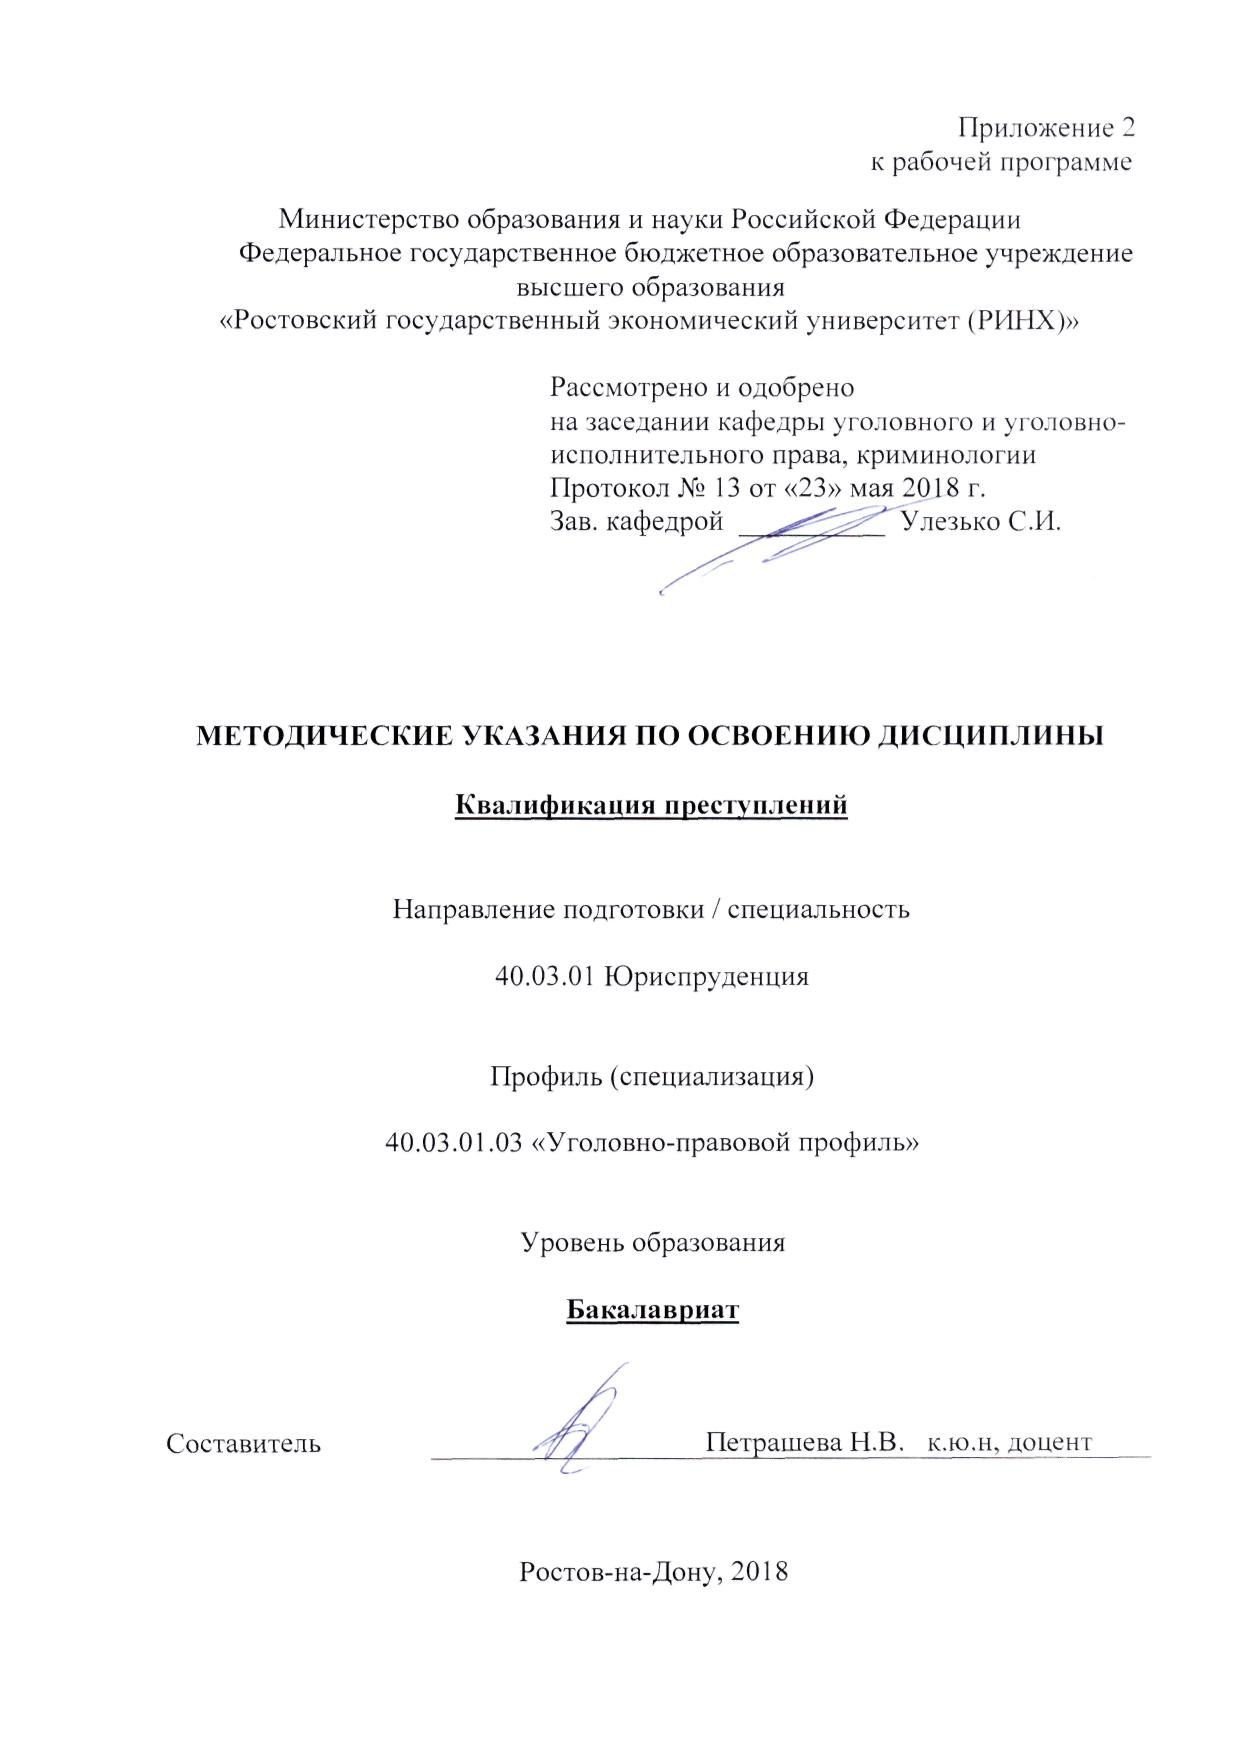 Приложение 2
к рабочей программе
Министерство образования и науки Российской Федерации
Федеральное государственное бюджетное образовательное учреждение
высшего образования
«Ростовский государственный экономический университет (РИНХ)»
Рассмотрено и одобрено
на заседании кафедры уголовного и уголовно-
исполнительного права, криминологии
Протокол № 13 от «23» мая 2018 г.
Зав. кафедрой __________ Улезько С.И.
МЕТОДИЧЕСКИЕ УКАЗАНИЯ ПО ОСВОЕНИЮ ДИСЦИПЛИНЫ
Квалификация преступлений
Направление подготовки / специальность
40.03.01 Юриспруденция
Профиль (специализация)
40.03.01.03 «Уголовно-правовой профиль»
Уровень образования
Бакалавриат
Составитель Петрашева Н.В. к.ю.н, доцент
Ростов-на-Дону, 2018